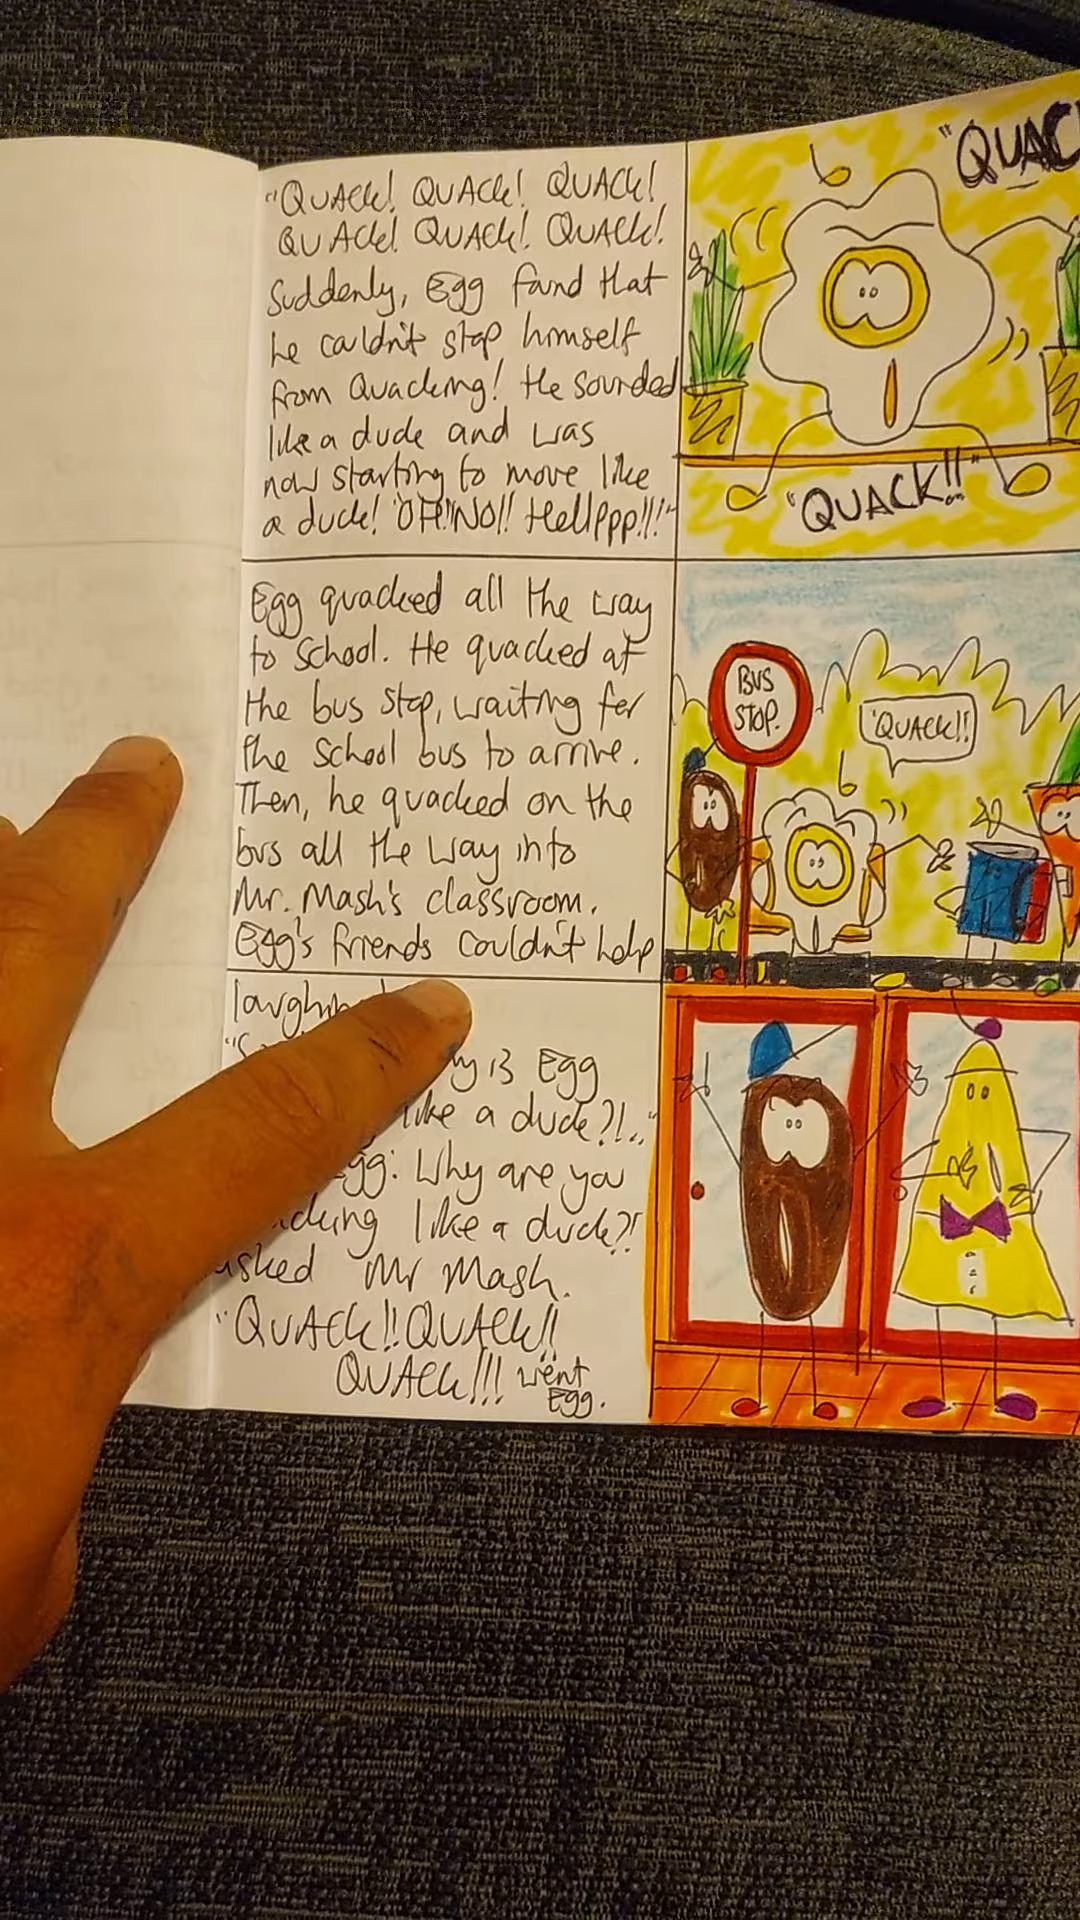 "QUACK! QUACK! QUACK!
QUACK! QUACK! QUACK!
Suddenly, Egg found that
he couldn't stop himself
from Quacking! He sounded
like a duck and was
now starting to move like
a duck! 'OH!'NO!! Hellppp!!!"
"QUAC
"QUACK!!"
Egg quacked all the way
to school. He quacked at
the bus stop, waiting for
the school bus to arrive.
Then, he quacked on the
bus all the way into
Mr. Mash's classroom.
Egg's friends couldn't help
BUS
STOP.
'QUACK!!
is Egg
like a duck?!.."
Why are you
like a duck?!
asked Mr Mash.
"QUACK!! QUACK!!
QUACK!!! went
Egg.